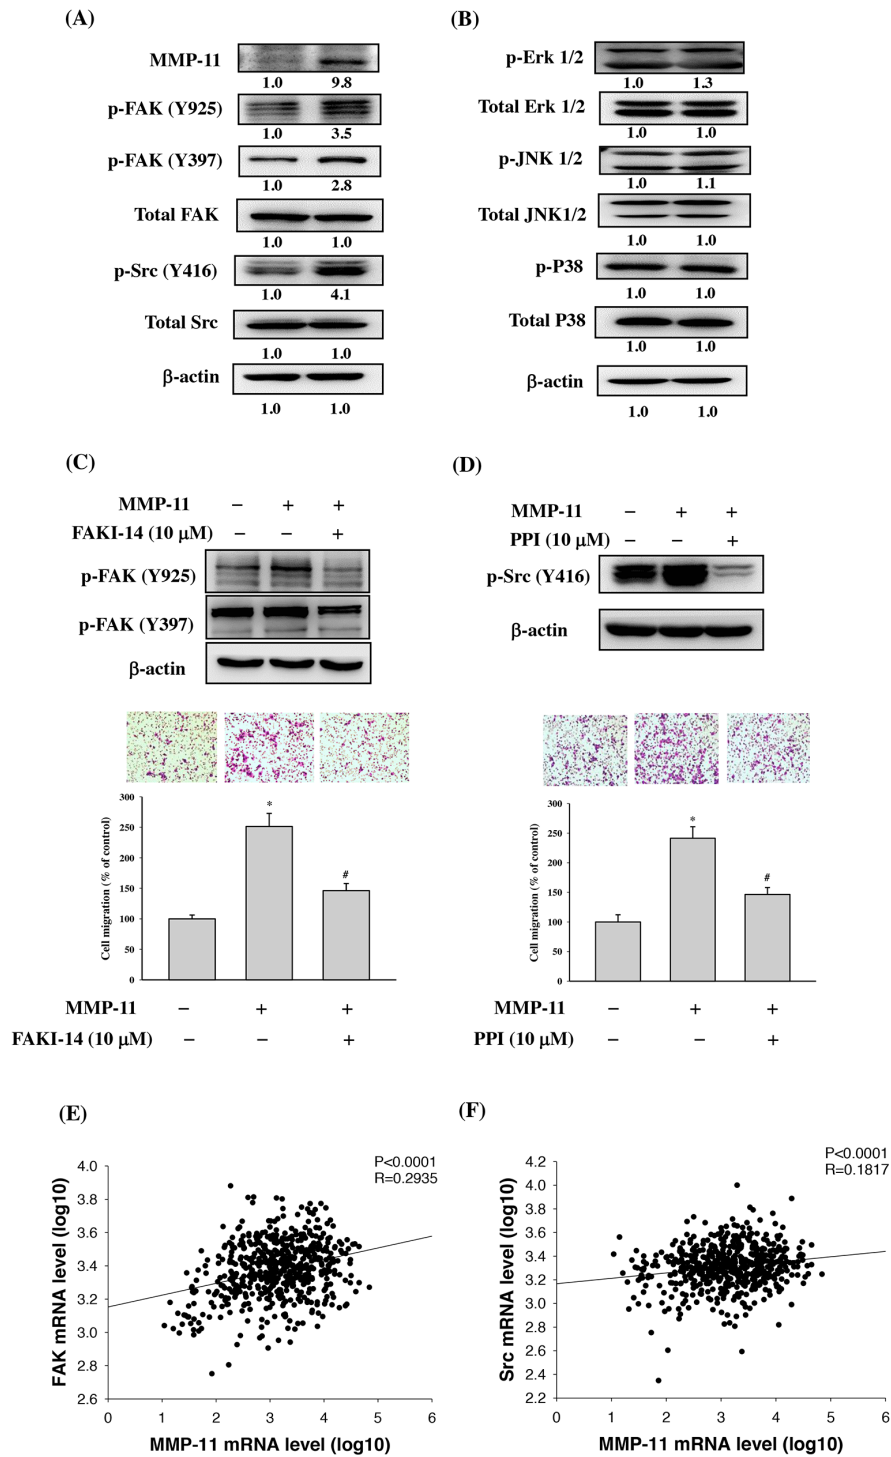 (A)
MMP-11
1.0 9.8
p-FAK (Y925)
1.0 3.5
p-FAK (Y397)
1.0 2.8
Total FAK
1.0 1.0
p-Src (Y416)
1.0 4.1
Total Src
1.0 1.0
β-actin
1.0 1.0
(B)
p-Erk 1/2
1.0 1.3
Total Erk 1/2
1.0 1.0
p-JNK 1/2
1.0 1.1
Total JNK1/2
1.0 1.0
p-P38
1.0 1.0
Total P38
1.0 1.0
β-actin
1.0 1.0
(C)
MMP-11 − + +
FAKI-14 (10 μM) − − +
p-FAK (Y925)
p-FAK (Y397)
β-actin
Cell migration (% of control)
300
250
200
150
100
50
0
*
#
MMP-11 − + +
FAKI-14 (10 μM) − − +
(D)
MMP-11 − + +
PPI (10 μM) − − +
p-Src (Y416)
β-actin
Cell migration (% of control)
300
250
200
150
100
50
0
*
#
MMP-11 − + +
PPI (10 μM) − − +
(E)
P<0.0001
R=0.2935
FAK mRNA level (log10)
4.0
3.8
3.6
3.4
3.2
3.0
2.8
2.6
0 1 2 3 4 5 6
MMP-11 mRNA level (log10)
(F)
P<0.0001
R=0.1817
Src mRNA level (log10)
4.2
4.0
3.8
3.6
3.4
3.2
3.0
2.8
2.6
2.4
2.2
0 1 2 3 4 5 6
MMP-11 mRNA level (log10)